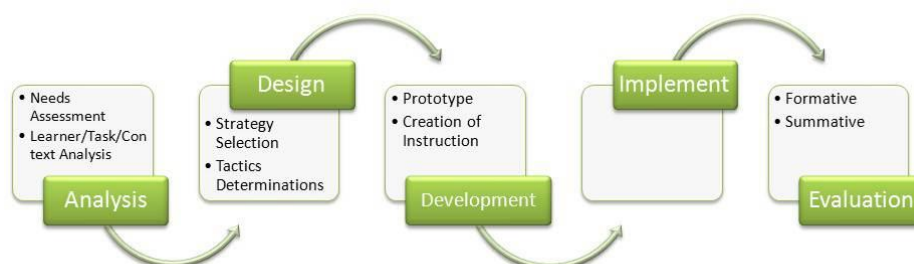 • Needs
Assessment
• Learner/Task/Con
text Analysis
Analysis
Design
• Strategy
Selection
• Tactics
Determinations
• Prototype
• Creation of
Instruction
Development
Implement
• Formative
• Summative
Evaluation